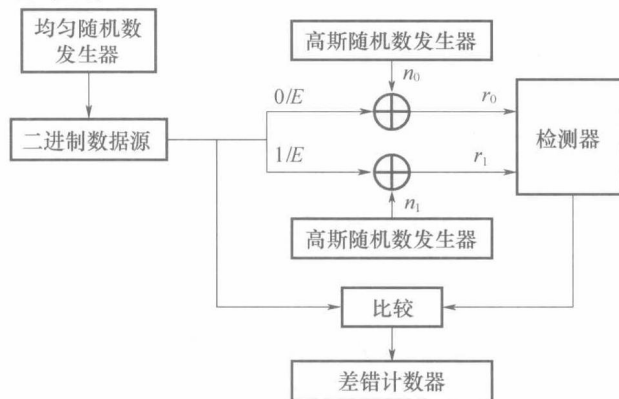 均匀随机数
发生器
高斯随机数发生器
n₀
0/E
r₀
二进制数据源
检测器
1/E
r₁
n₁
高斯随机数发生器
比较
差错计数器